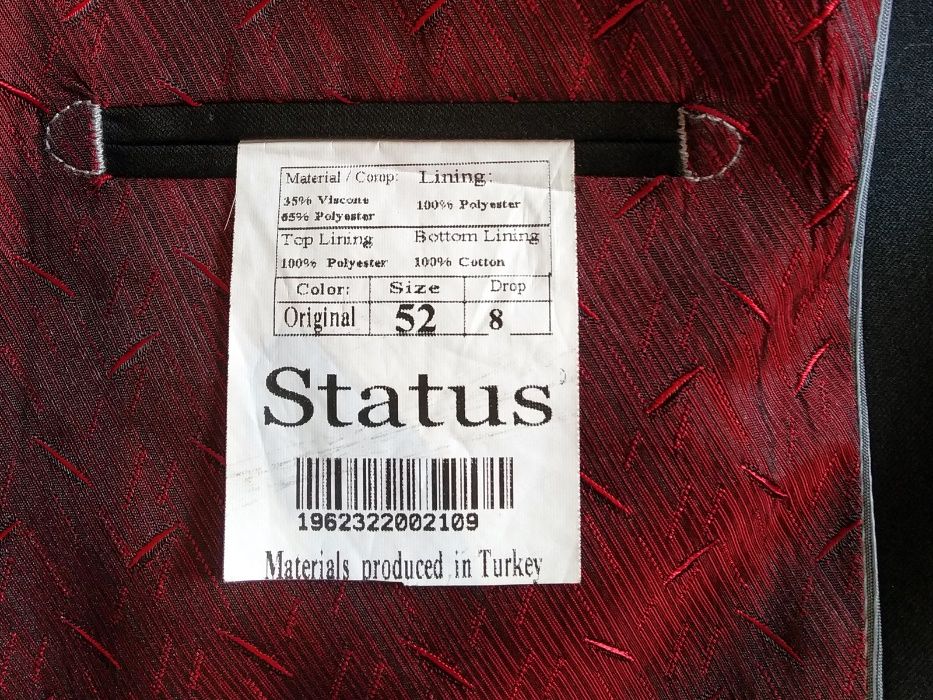 Material / Comp: Lining:
35% Viscone 100% Polyester
65% Polyester
Top Lining Bottom Lining
100% Polyester 100% Cotton
Color: Size Drop
Original 52 8
Status
1962322002109
Materials produced in Turkey